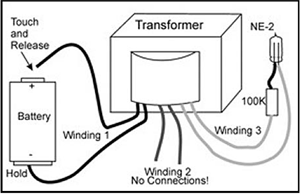 Transformer
NE-2
Touch
and
Release
+
Battery
-
Hold
Winding 1
Winding 2
No Connections!
Winding 3
100K